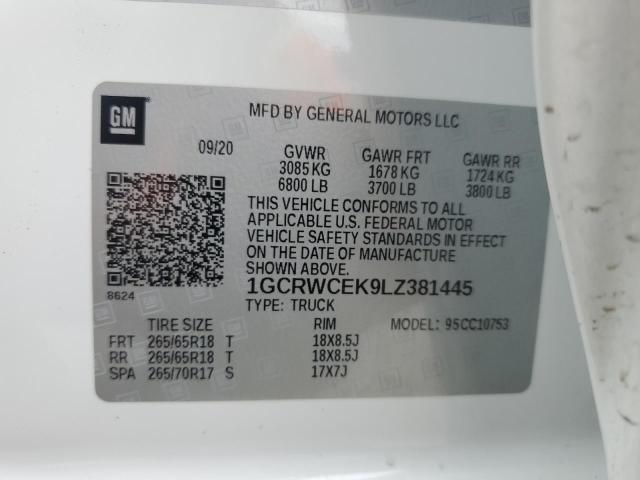 GM
MFD BY GENERAL MOTORS LLC
09/20 GVWR GAWR FRT GAWR RR
3085 KG 1678 KG 1724 KG
6800 LB 3700 LB 3800 LB
THIS VEHICLE CONFORMS TO ALL
APPLICABLE U.S. FEDERAL MOTOR
VEHICLE SAFETY STANDARDS IN EFFECT
ON THE DATE OF MANUFACTURE
SHOWN ABOVE.
8624 1GCRWCEK9LZ381445
TYPE: TRUCK
TIRE SIZE RIM MODEL: 95CC10753
FRT 265/65R18 T 18X8.5J
RR 265/65R18 T 18X8.5J
SPA 265/70R17 S 17X7J